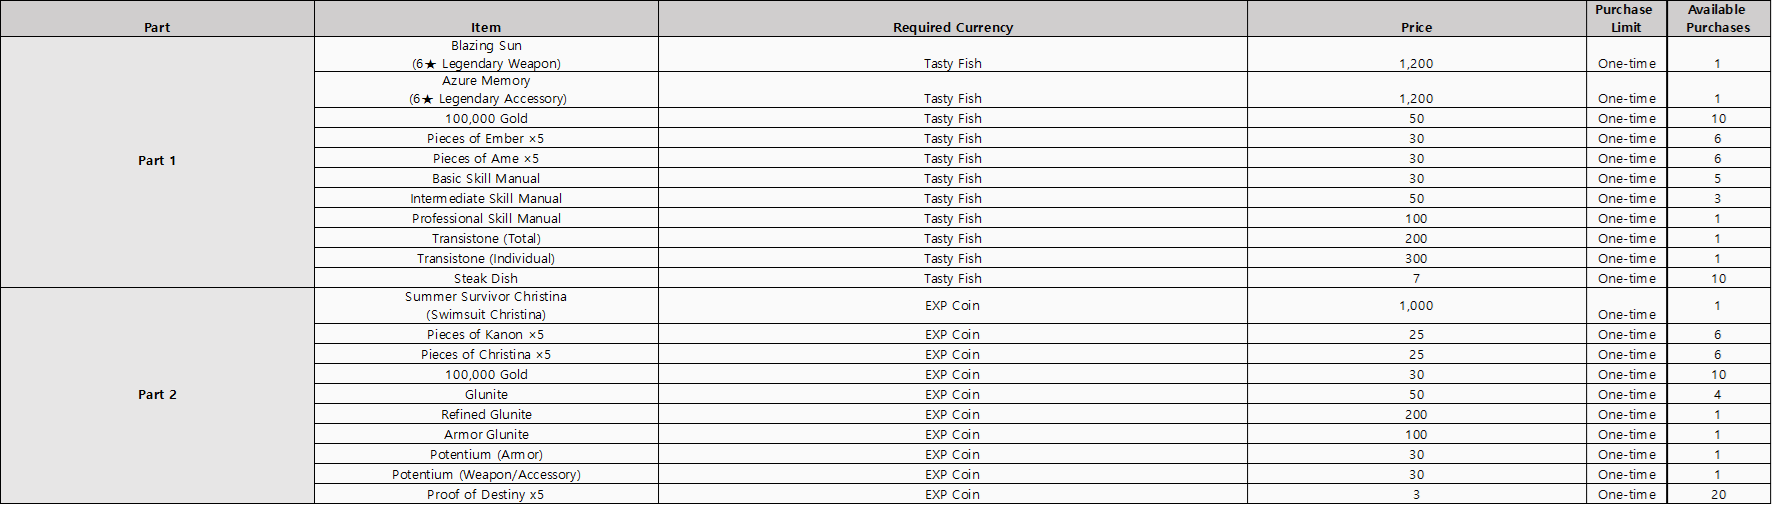 Part Item Required Currency Price Purchase Limit Available Purchases
Part 1
Blazing Sun
(6★ Legendary Weapon) Tasty Fish 1,200 One-time 1
Azure Memory
(6★ Legendary Accessory) Tasty Fish 1,200 One-time 1
100,000 Gold Tasty Fish 50 One-time 10
Pieces of Ember ×5 Tasty Fish 30 One-time 6
Pieces of Ame ×5 Tasty Fish 30 One-time 6
Basic Skill Manual Tasty Fish 30 One-time 5
Intermediate Skill Manual Tasty Fish 50 One-time 3
Professional Skill Manual Tasty Fish 100 One-time 1
Transistone (Total) Tasty Fish 200 One-time 1
Transistone (Individual) Tasty Fish 300 One-time 1
Steak Dish Tasty Fish 7 One-time 10
Part 2
Summer Survivor Christina
(Swimsuit Christina) EXP Coin 1,000 One-time 1
Pieces of Kanon ×5 EXP Coin 25 One-time 6
Pieces of Christina ×5 EXP Coin 25 One-time 6
100,000 Gold EXP Coin 30 One-time 10
Glunite EXP Coin 50 One-time 4
Refined Glunite EXP Coin 200 One-time 1
Armor Glunite EXP Coin 100 One-time 1
Potentium (Armor) EXP Coin 30 One-time 1
Potentium (Weapon/Accessory) EXP Coin 30 One-time 1
Proof of Destiny x5 EXP Coin 3 One-time 20